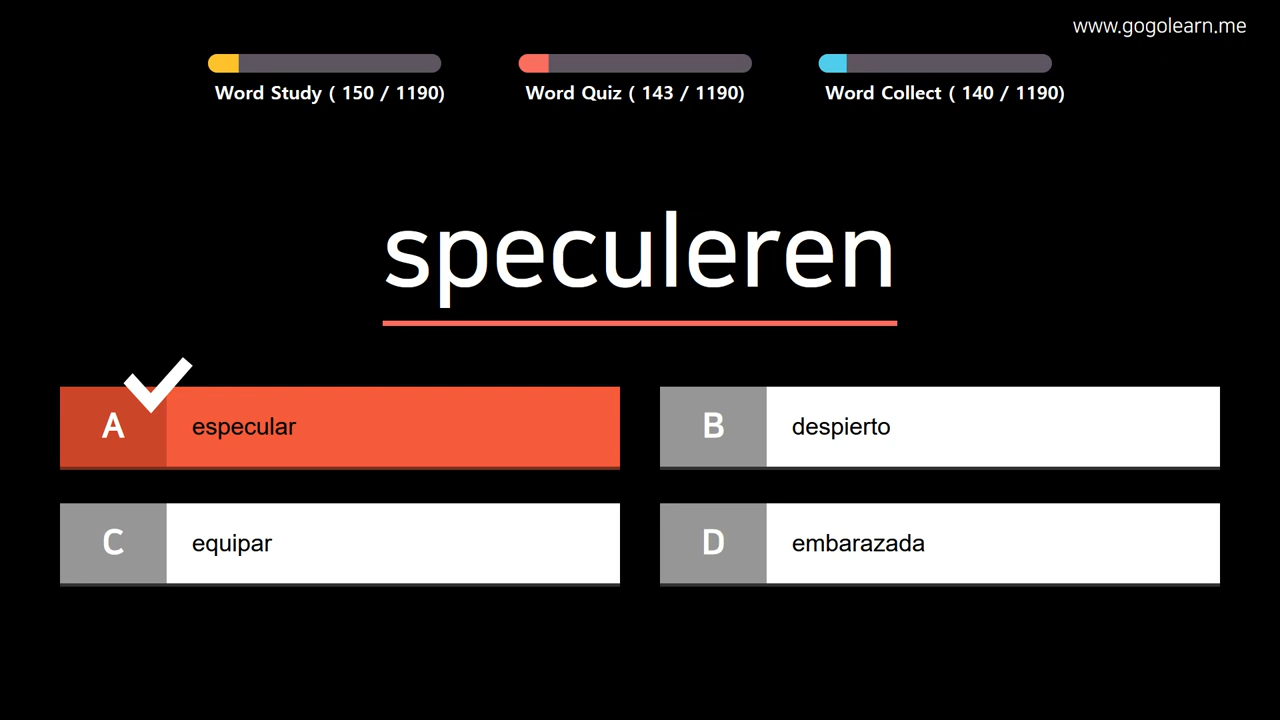 www.gogolearn.me
Word Study ( 150 / 1190)
Word Quiz ( 143 / 1190)
Word Collect ( 140 / 1190)
speculeren
A especular
B despierto
C equipar
D embarazada